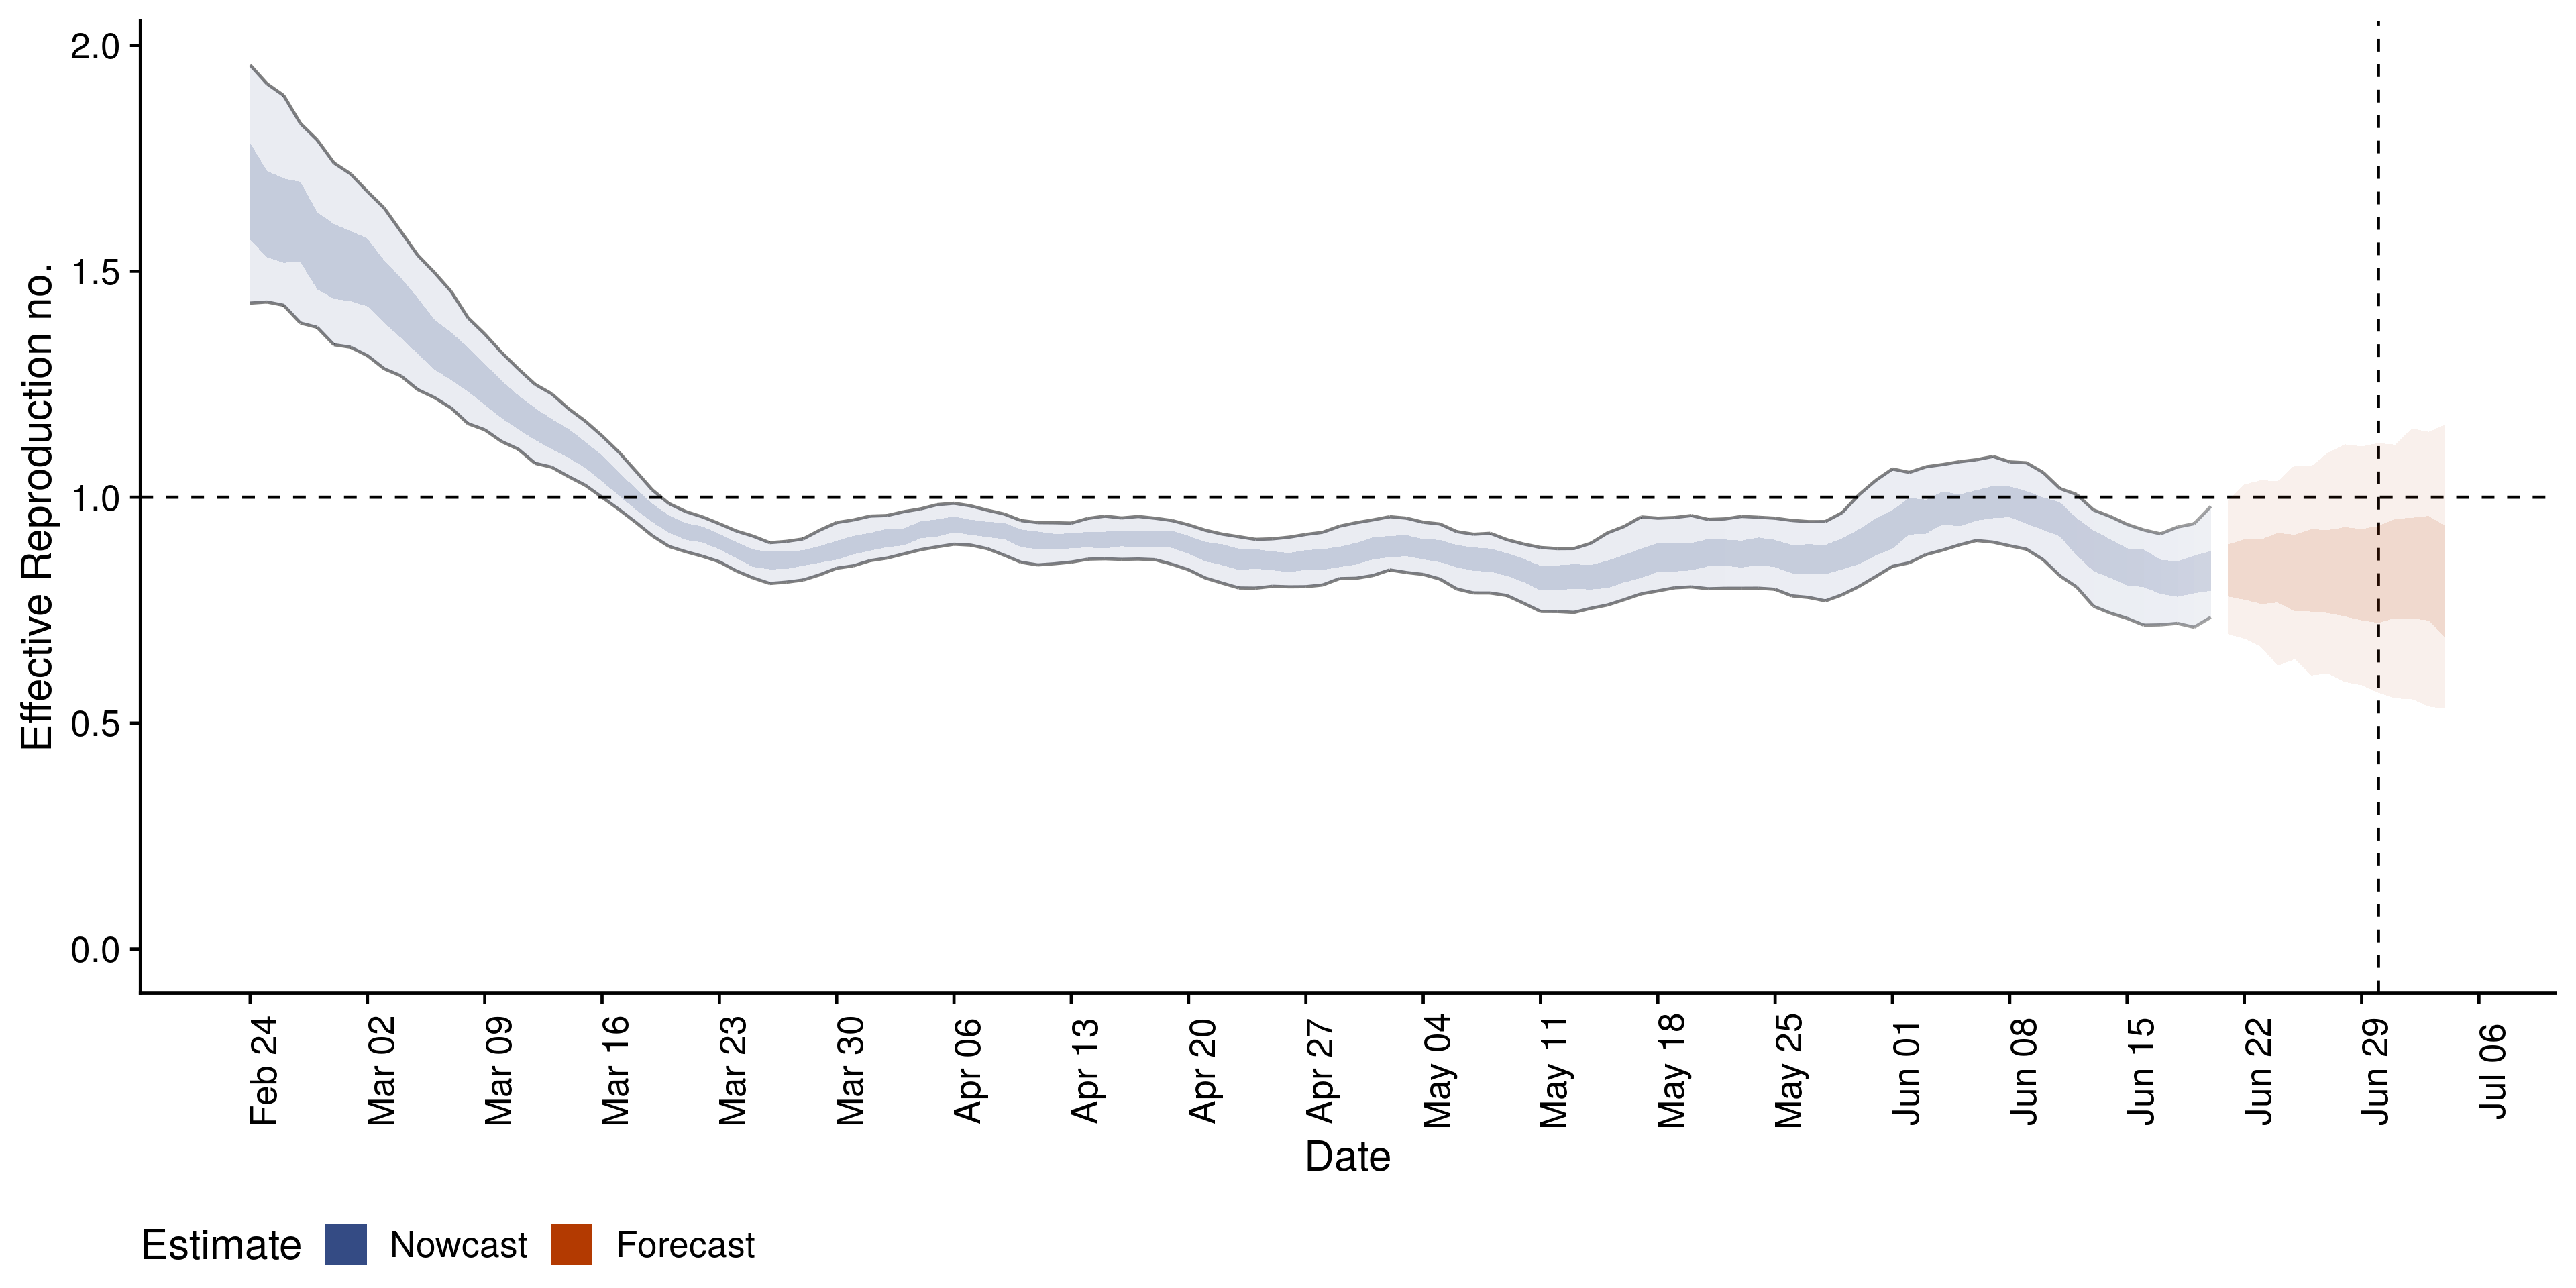 Effective Reproduction no.
2.0
1.5
1.0
0.5
0.0
Feb 24
Mar 02
Mar 09
Mar 16
Mar 23
Mar 30
Apr 06
Apr 13
Apr 20
Apr 27
May 04
May 11
May 18
May 25
Jun 01
Jun 08
Jun 15
Jun 22
Jun 29
Jul 06
Date
Estimate Nowcast Forecast